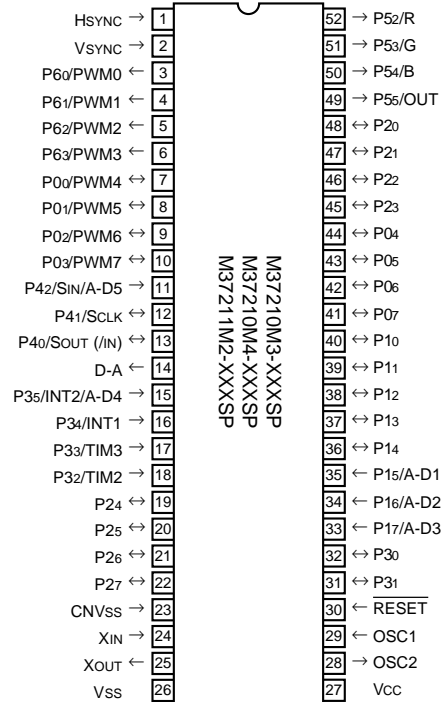 HSYNC → 1
VSYNC → 2
P60/PWM0 ← 3
P61/PWM1 ← 4
P62/PWM2 ← 5
P63/PWM3 ← 6
P00/PWM4 ↔ 7
P01/PWM5 ↔ 8
P02/PWM6 ↔ 9
P03/PWM7 ↔ 10
P42/SIN/A-D5 → 11
P41/SCLK ↔ 12
P40/SOUT (/IN) ↔ 13
D-A ← 14
P35/INT2/A-D4 → 15
P34/INT1 → 16
P33/TIM3 → 17
P32/TIM2 → 18
P24 ↔ 19
P25 ↔ 20
P26 ↔ 21
P27 ↔ 22
CNVSS → 23
XIN → 24
XOUT ← 25
VSS 26
M37210M3-XXXSP
M37210M4-XXXSP
M37211M2-XXXSP
52 → P52/R
51 → P53/G
50 → P54/B
49 → P55/OUT
48 ↔ P20
47 ↔ P21
46 ↔ P22
45 ↔ P23
44 ↔ P04
43 ↔ P05
42 ↔ P06
41 ↔ P07
40 ↔ P10
39 ↔ P11
38 ↔ P12
37 ↔ P13
36 ↔ P14
35 ← P15/A-D1
34 ← P16/A-D2
33 ← P17/A-D3
32 ↔ P30
31 ↔ P31
30 ← RESET
29 ← OSC1
28 → OSC2
27 VCC